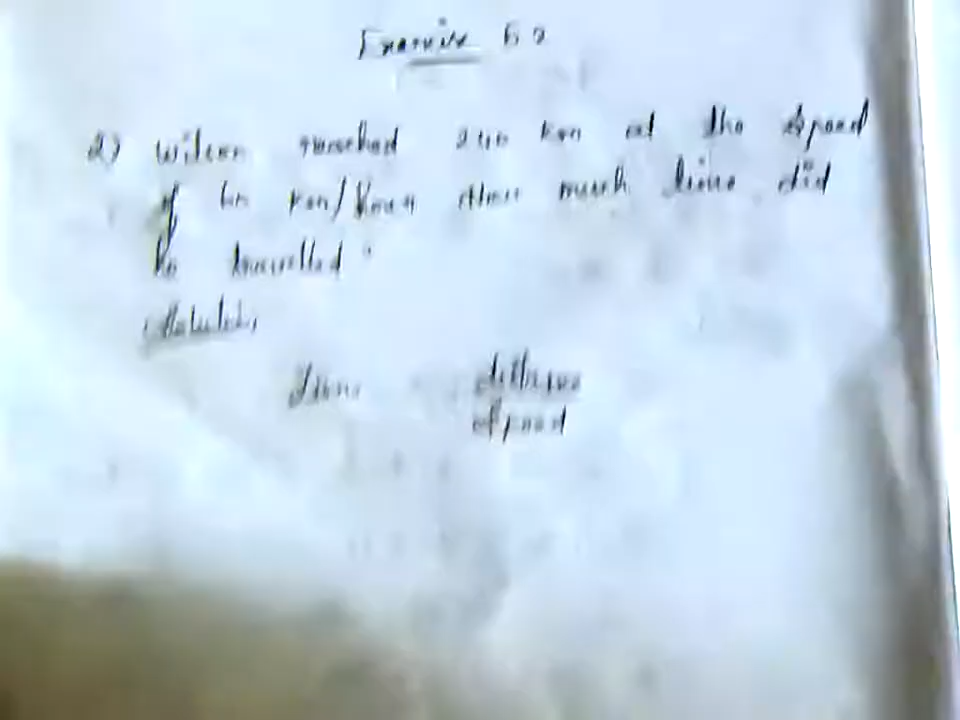 Exercise 5.2
2) Wilson reached 240 km at the speed
of 60 km/hour How much time did
he travelled ?
Solution,
Time distance
speed